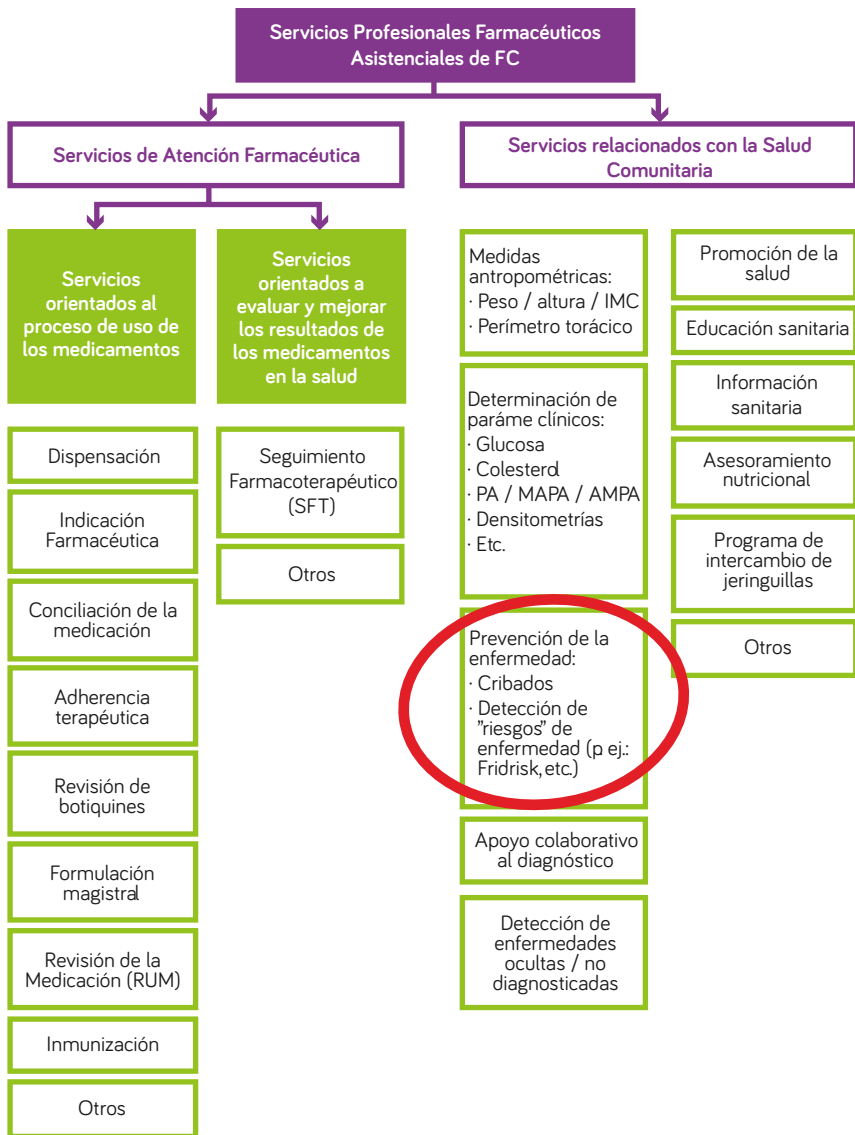 Servicios Profesionales Farmacéuticos
Asistenciales de FC
Servicios de Atención Farmacéutica
Servicios
orientados al
proceso de uso de
los medicamentos
Dispensación
Indicación
Farmacéutica
Conciliación de la
medicación
Adherencia
terapéutica
Revisión de
botiquines
Formulación
magistral
Revisión de la
Medicación (RUM)
Inmunización
Otros
Servicios
orientados a
evaluar y mejorar
los resultados de
los medicamentos
en la salud
Seguimiento
Farmacoterapéutico
(SFT)
Otros
Servicios relacionados con la Salud
Comunitaria
Medidas
antropométricas:
· Peso / altura / IMC
· Perímetro torácico
Determinación de
paráme clínicos:
· Glucosa
· Colesterol
· PA / MAPA / AMPA
· Densitometrías
· Etc.
Prevención de la
enfermedad:
· Cribados
· Detección de
"riesgos" de
enfermedad (p ej.:
Fridrisk, etc.)
Apoyo colaborativo
al diagnóstico
Detección de
enfermedades
ocultas / no
diagnosticadas
Promoción de la
salud
Educación sanitaria
Información
sanitaria
Asesoramiento
nutricional
Programa de
intercambio de
jeringuillas
Otros